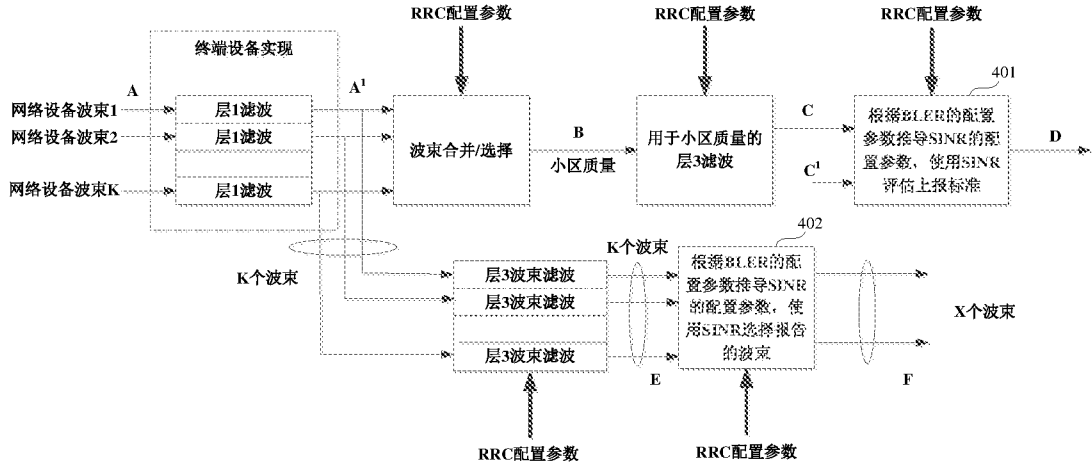 RRC配置参数
RRC配置参数
RRC配置参数
终端设备实现
401
A
A¹
网络设备波束1
层1滤波
网络设备波束2
层1滤波
网络设备波束K
层1滤波
波束合并/选择
B
小区质量
用于小区质量的
层3滤波
C
C¹
根据BLER的配置
参数推导SINR的配
置参数，使用SINR
评估上报标准
D
402
K个波束
K个波束
层3波束滤波
层3波束滤波
层3波束滤波
E
根据BLER的配
置参数推导SINR
的配置参数，使
用SINR选择报告
的波束
X个波束
F
RRC配置参数
RRC配置参数